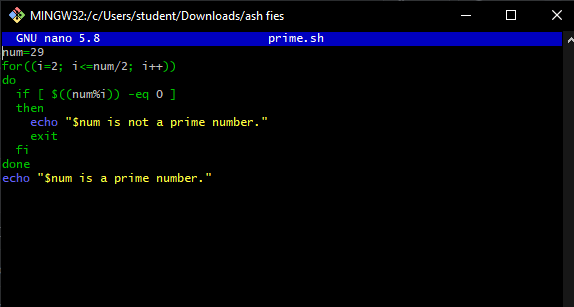 MINGW32:/c/Users/student/Downloads/ash fies
GNU nano 5.8 prime.sh
num=29
for((i=2; i<=num/2; i++))
do
  if [ $((num%i)) -eq 0 ]
  then
    echo "$num is not a prime number."
    exit
  fi
done
echo "$num is a prime number."